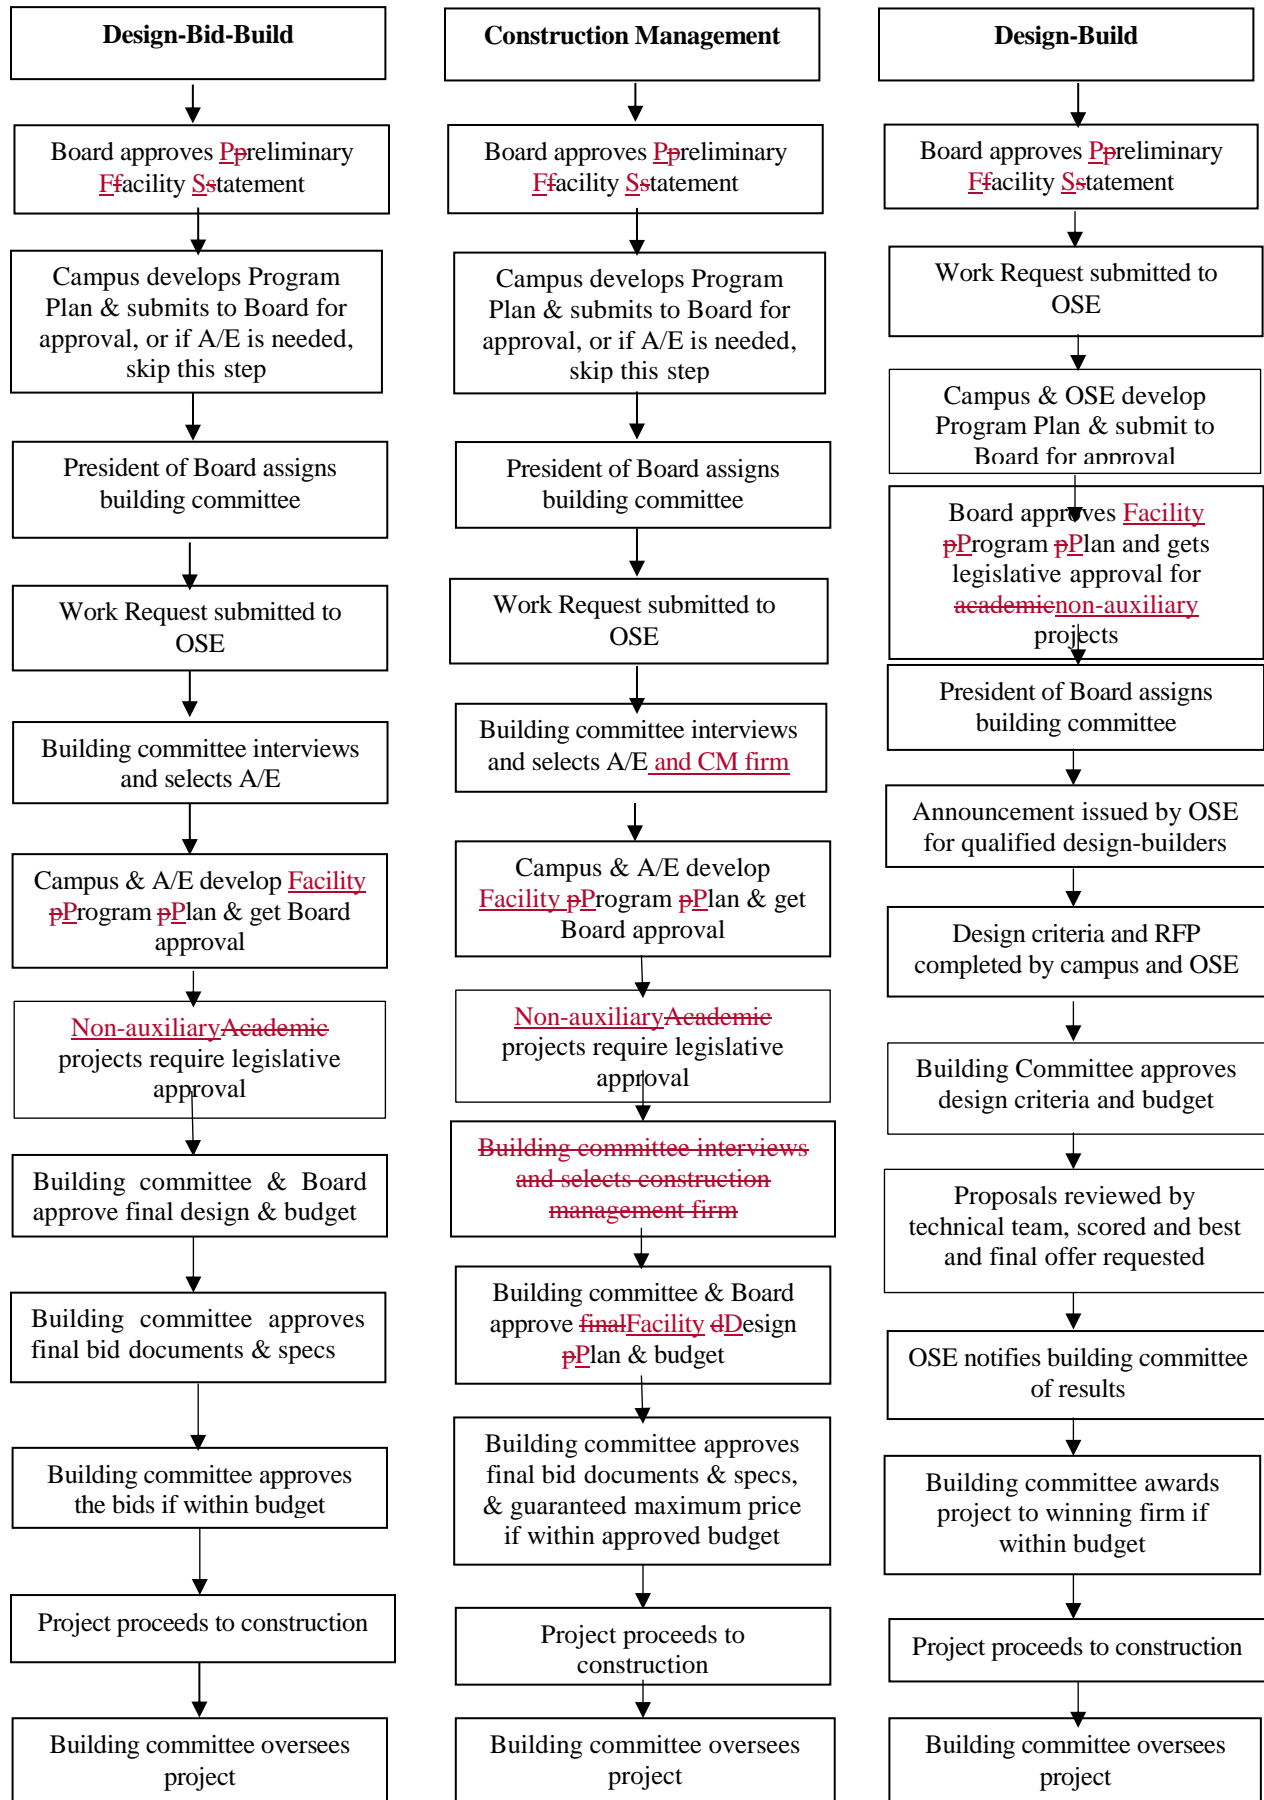 Design-Bid-Build
Board approves Ppreliminary
Ffacility Sstatement
Campus develops Program
Plan & submits to Board for
approval, or if A/E is needed,
skip this step
President of Board assigns
building committee
Work Request submitted to
OSE
Building committee interviews
and selects A/E
Campus & A/E develop Facility
pProgram pPlan & get Board
approval
Non-auxiliaryAcademic
projects require legislative
approval
Building committee & Board
approve final design & budget
Building committee approves
final bid documents & specs
Building committee approves
the bids if within budget
Project proceeds to construction
Building committee oversees
project
Construction Management
Board approves Ppreliminary
Ffacility Sstatement
Campus develops Program
Plan & submits to Board for
approval, or if A/E is needed,
skip this step
President of Board assigns
building committee
Work Request submitted to
OSE
Building committee interviews
and selects A/E and CM firm
Campus & A/E develop
Facility pProgram pPlan & get
Board approval
Non-auxiliaryAcademic
projects require legislative
approval
Building committee interviews
and selects construction
management firm
Building committee & Board
approve finalFacility dDesign
pPlan & budget
Building committee approves
final bid documents & specs,
& guaranteed maximum price
if within approved budget
Project proceeds to
construction
Building committee oversees
project
Design-Build
Board approves Ppreliminary
Ffacility Sstatement
Work Request submitted to
OSE
Campus & OSE develop
Program Plan & submit to
Board for approval
Board approves Facility
pProgram pPlan and gets
legislative approval for
academicnon-auxiliary
projects
President of Board assigns
building committee
Announcement issued by OSE
for qualified design-builders
Design criteria and RFP
completed by campus and OSE
Building Committee approves
design criteria and budget
Proposals reviewed by
technical team, scored and best
and final offer requested
OSE notifies building committee
of results
Building committee awards
project to winning firm if
within budget
Project proceeds to construction
Building committee oversees
project